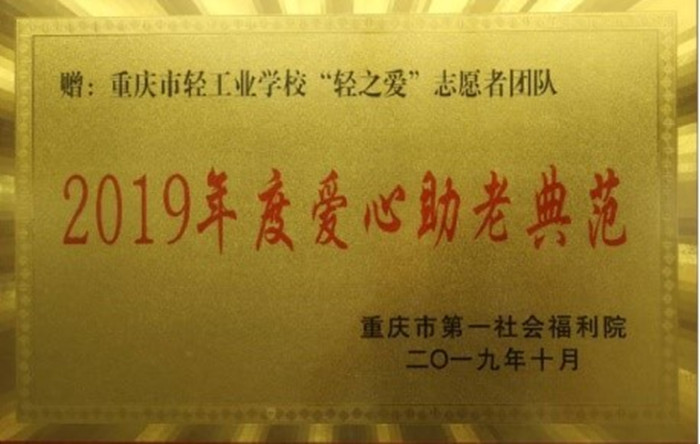 赠：重庆市轻工业学校“轻之爱”志愿者团队
2019年度爱心助老典范
重庆市第一社会福利院
二〇一九年十月